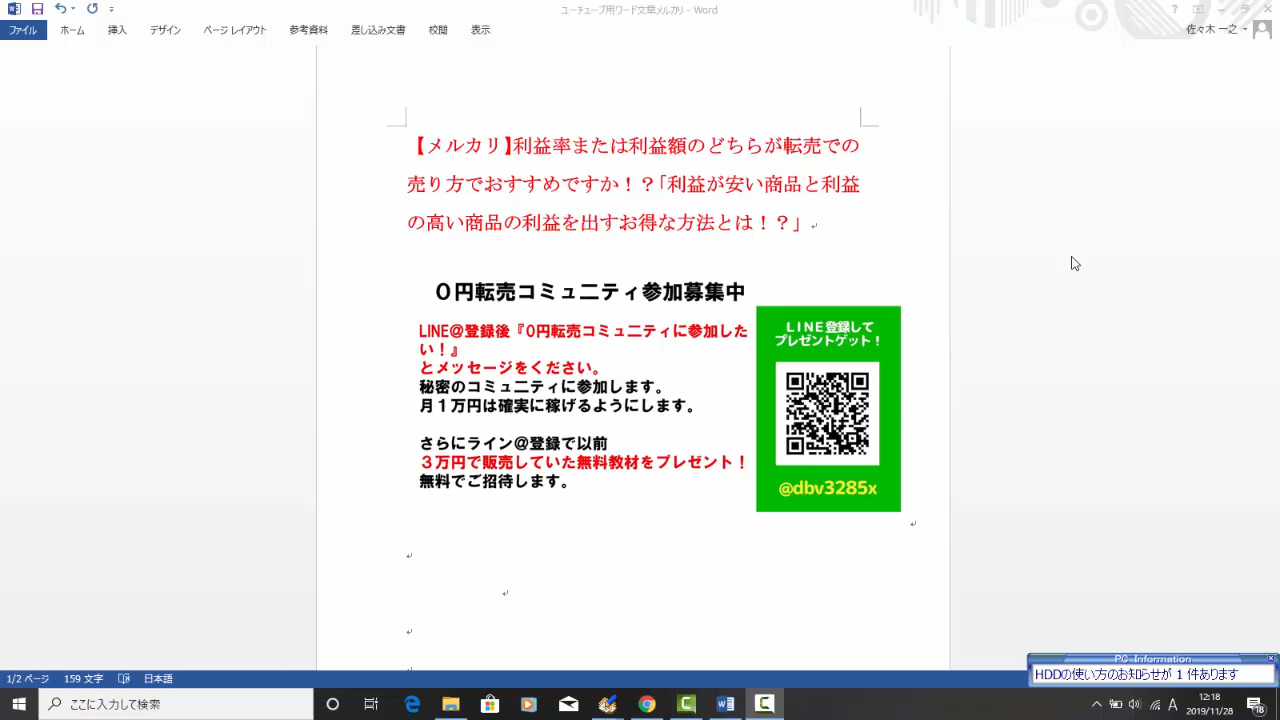 ユーチューブ用ワード文章メルカリ - Word
ファイル ホーム 挿入 デザイン ページ レイアウト 参考資料 差し込み文書 校閲 表示 佐々木 一之
【メルカリ】利益率または利益額のどちらが転売での
売り方でおすすめですか！？「利益が安い商品と利益
の高い商品の利益を出すお得な方法とは！？」
０円転売コミュニティ参加募集中
LINE@登録後『0円転売コミュニティに参加した
い！』
とメッセージをください。
秘密のコミュニティに参加します。
月１万円は確実に稼げるようにします。
さらにライン@登録で以前
３万円で販売していた無料教材をプレゼント！
無料でご招待します。
LINE登録して
プレゼントゲット！
@dbv3285x
PC Information
HDDの使い方のお知らせが 1 件あります
1/2 ページ 159 文字 日本語
ここに入力して検索
A 12:18
2019/11/28
18